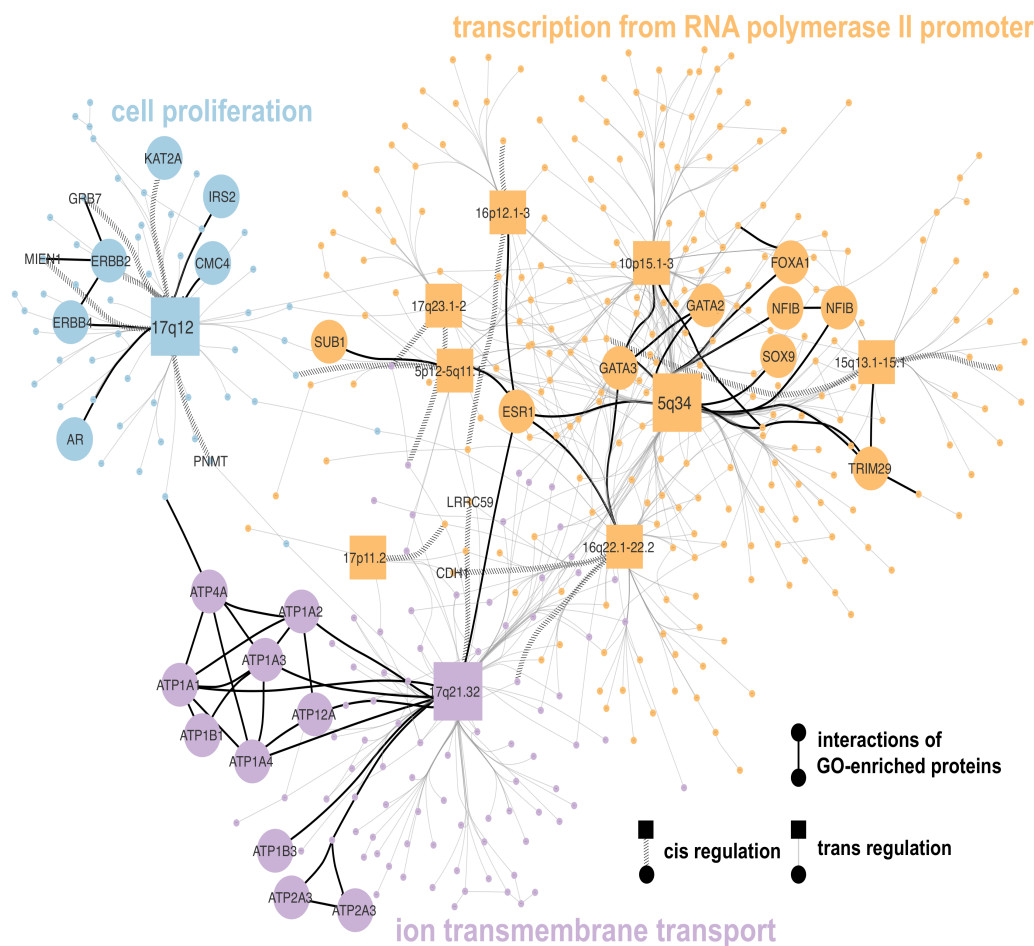 transcription from RNA polymerase II promoter
cell proliferation
KAT2A
GRB7
IRS2
16p12.1-3
MIEN1
ERBB2
CMC4
10p15.1-3
FOXA1
17q23.1-2
GATA2
NFIB
NFIB
ERBB4
17q12
SUB1
SOX9
5p12-5q11.1
GATA3
15q13.1-15.1
5q34
ESR1
AR
PNMT
TRIM29
LRRC59
17p11.2
16q22.1-22.2
CDH1
ATP4A
ATP1A2
ATP1A3
ATP1A1
17q21.32
ATP12A
ATP1B1
ATP1A4
interactions of
GO-enriched proteins
cis regulation
trans regulation
ATP1B3
ATP2A3
ATP2A3
ion transmembrane transport